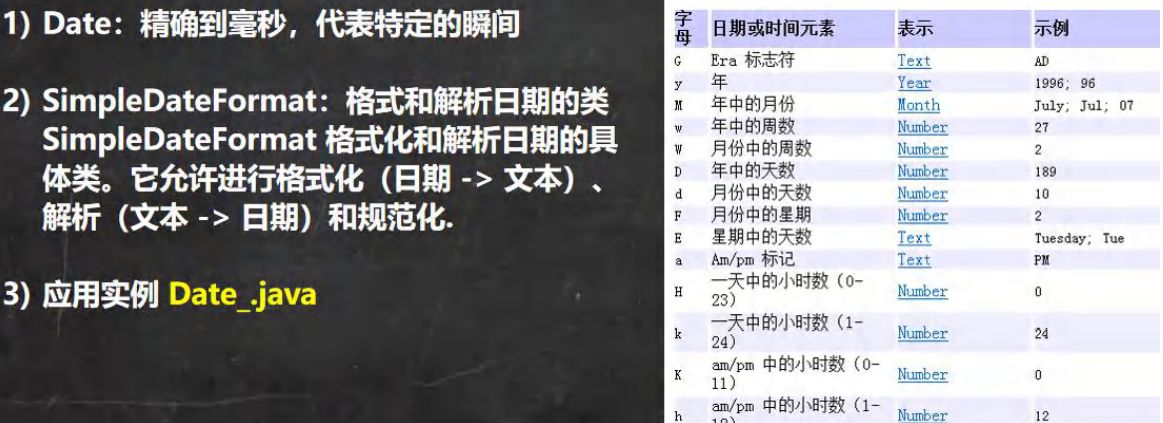 1) Date：精确到毫秒，代表特定的瞬间
2) SimpleDateFormat：格式和解析日期的类
SimpleDateFormat 格式化和解析日期的具
体类。它允许进行格式化（日期 -> 文本）、
解析（文本 -> 日期）和规范化.
3) 应用实例 Date_.java
字母 日期或时间元素 表示 示例
G Era 标志符 Text AD
y 年 Year 1996; 96
M 年中的月份 Month July; Jul; 07
w 年中的周数 Number 27
W 月份中的周数 Number 2
D 年中的天数 Number 189
d 月份中的天数 Number 10
F 月份中的星期 Number 2
E 星期中的天数 Text Tuesday; Tue
a Am/pm 标记 Text PM
H 一天中的小时数（0-
23） Number 0
k 一天中的小时数（1-
24） Number 24
K am/pm 中的小时数（0-
11） Number 0
h am/pm 中的小时数（1-
Number 12